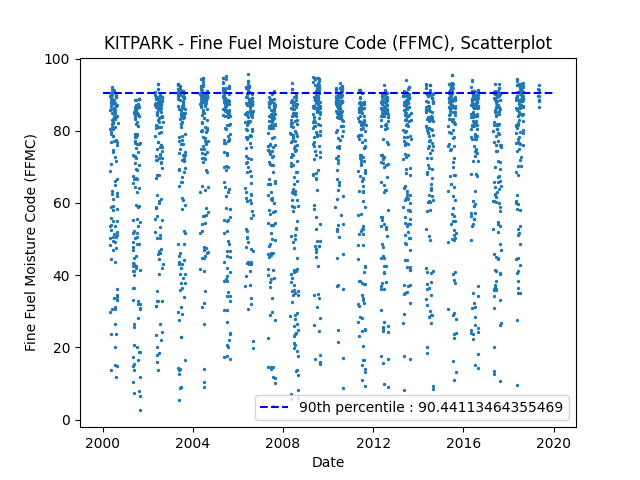 KITPARK - Fine Fuel Moisture Code (FFMC), Scatterplot
100
80
60
40
20
0
Fine Fuel Moisture Code (FFMC)
90th percentile : 90.44113464355469
2000 2004 2008 2012 2016 2020
Date